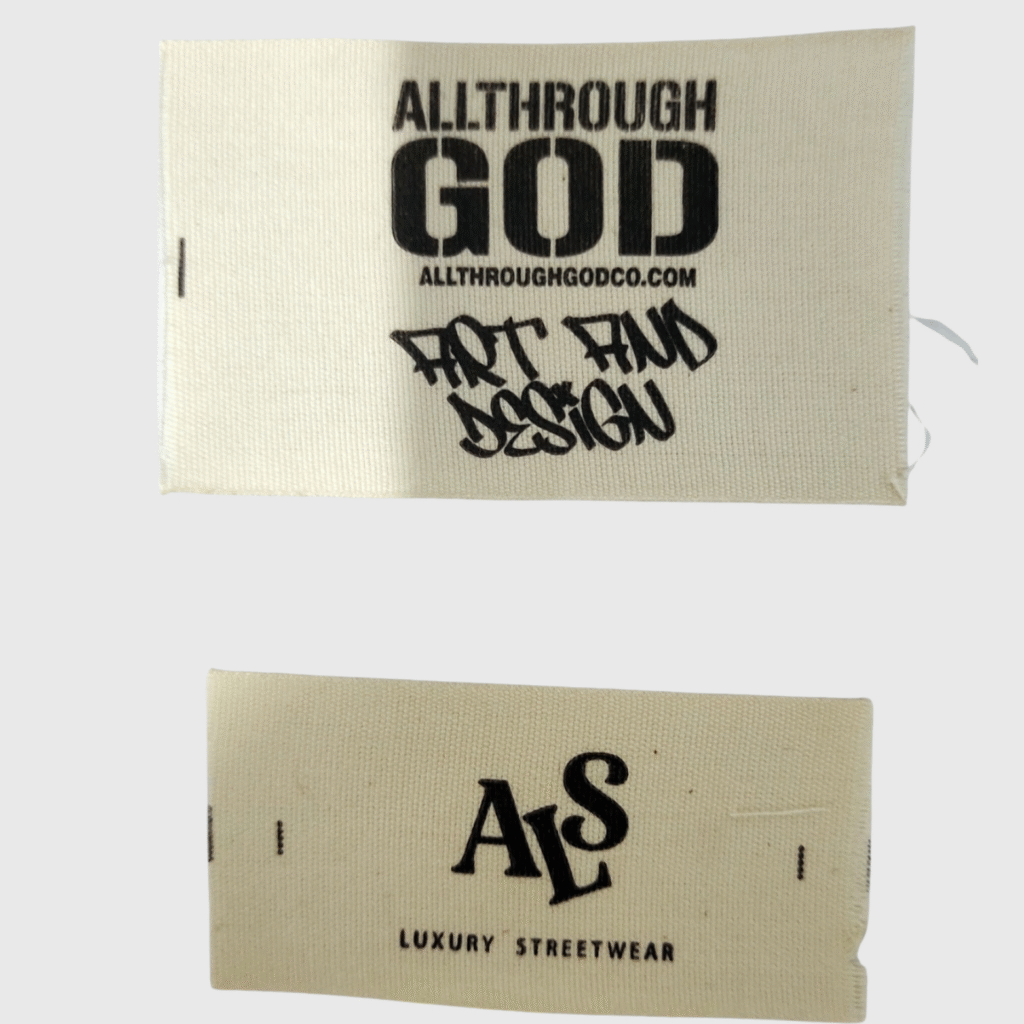 ALLTHROUGH
GOD
ALLTHROUGHGODCO.COM
ART AND
DESIGN
ALS
LUXURY STREETWEAR